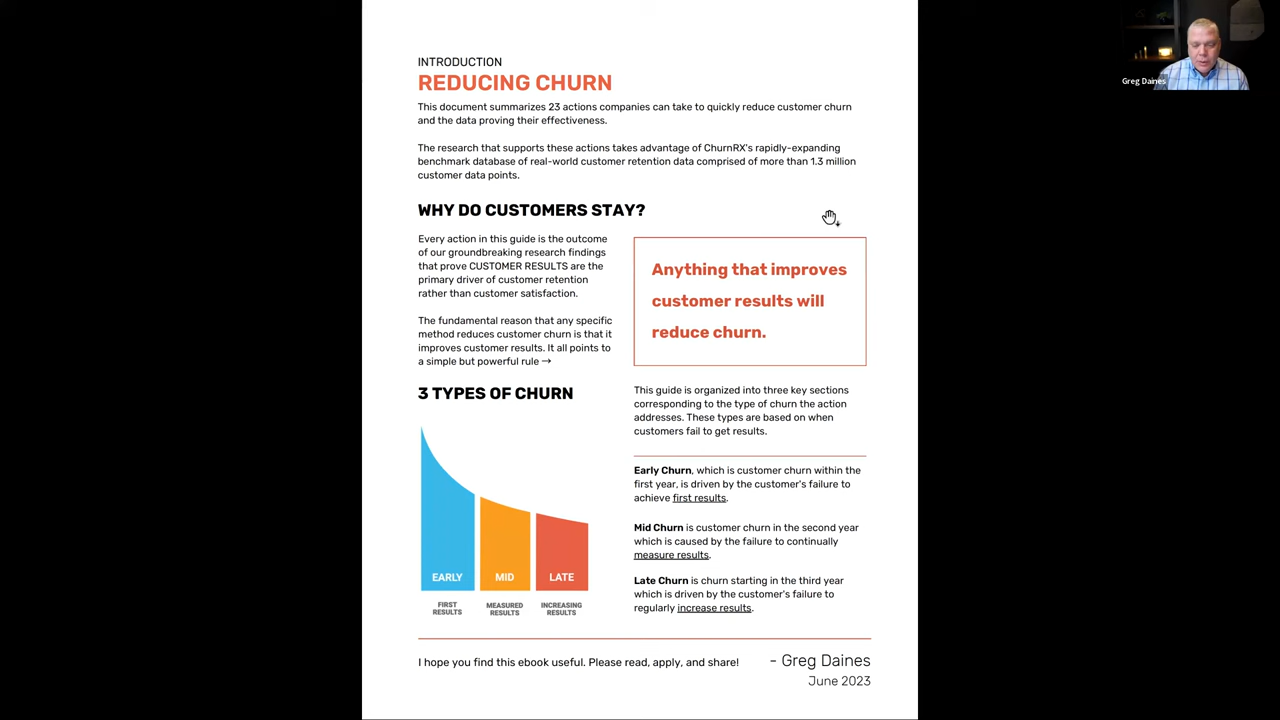 INTRODUCTION
REDUCING CHURN
This document summarizes 23 actions companies can take to quickly reduce customer churn
and the data proving their effectiveness.
The research that supports these actions takes advantage of ChurnRX's rapidly-expanding
benchmark database of real-world customer retention data comprised of more than 1.3 million
customer data points.
WHY DO CUSTOMERS STAY?
Every action in this guide is the outcome
of our groundbreaking research findings
that prove CUSTOMER RESULTS are the
primary driver of customer retention
rather than customer satisfaction.
The fundamental reason that any specific
method reduces customer churn is that it
improves customer results. It all points to
a simple but powerful rule →
Anything that improves
customer results will
reduce churn.
3 TYPES OF CHURN
EARLY
MID
LATE
FIRST
RESULTS
MEASURED
RESULTS
INCREASING
RESULTS
This guide is organized into three key sections
corresponding to the type of churn the action
addresses. These types are based on when
customers fail to get results.
Early Churn, which is customer churn within the
first year, is driven by the customer's failure to
achieve first results.
Mid Churn is customer churn in the second year
which is caused by the failure to continually
measure results.
Late Churn is churn starting in the third year
which is driven by the customer's failure to
regularly increase results.
I hope you find this ebook useful. Please read, apply, and share!
- Greg Daines
June 2023
Greg Daines